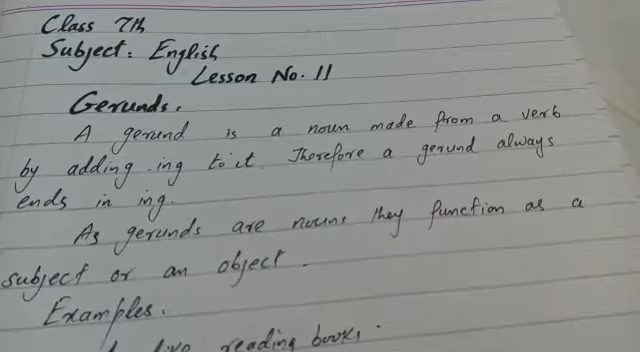 Class 7th
Subject: English
Lesson No. 11
Gerunds.
A gerund is a noun made from a verb
by adding -ing to it. Therefore a gerund always
ends in ing.
As gerunds are nouns they function as a
subject or an object.
Examples.
reading books.